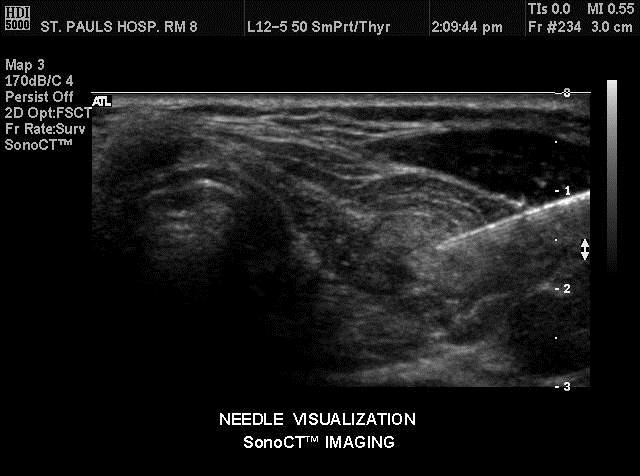 HDI 5000
ST. PAULS HOSP. RM 8
L12-5 50 SmPrt/Thyr
2:09:44 pm
TIs 0.0 MI 0.55
Fr #234 3.0 cm
Map 3
170dB/C 4
Persist Off
2D Opt:FSCT
Fr Rate:Surv
SonoCT™
ATL
0
1
2
3
NEEDLE VISUALIZATION
SonoCT™ IMAGING